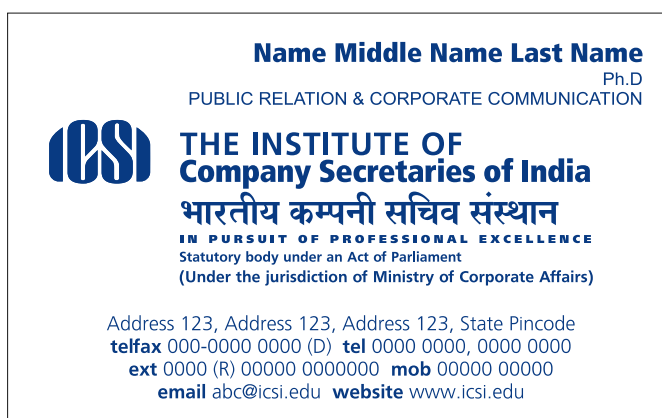 Name Middle Name Last Name
Ph.D
PUBLIC RELATION & CORPORATE COMMUNICATION
ICSI
THE INSTITUTE OF
Company Secretaries of India
भारतीय कम्पनी सचिव संस्थान
IN PURSUIT OF PROFESSIONAL EXCELLENCE
Statutory body under an Act of Parliament
(Under the jurisdiction of Ministry of Corporate Affairs)
Address 123, Address 123, Address 123, State Pincode
telfax 000-0000 0000 (D) tel 0000 0000, 0000 0000
ext 0000 (R) 00000 0000000 mob 00000 00000
email abc@icsi.edu website www.icsi.edu